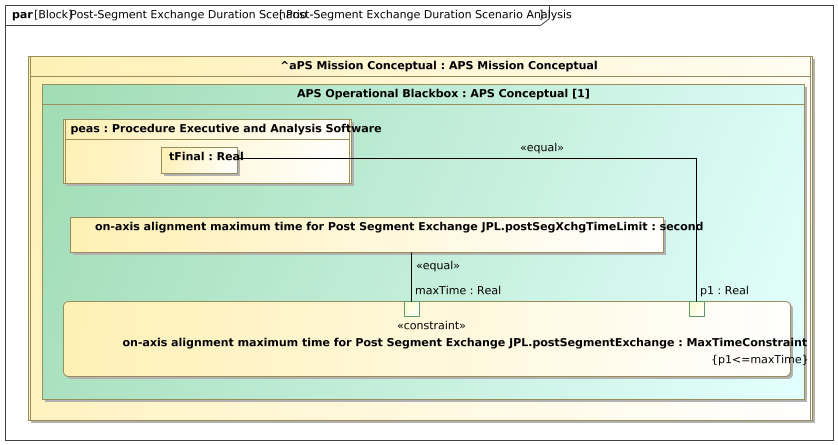 par [Block] Post-Segment Exchange Duration Scenario [ Post-Segment Exchange Duration Scenario Analysis ]
^aPS Mission Conceptual : APS Mission Conceptual
APS Operational Blackbox : APS Conceptual [1]
peas : Procedure Executive and Analysis Software
tFinal : Real
«equal»
on-axis alignment maximum time for Post Segment Exchange JPL.postSegXchgTimeLimit : second
«equal»
maxTime : Real
p1 : Real
«constraint»
on-axis alignment maximum time for Post Segment Exchange JPL.postSegmentExchange : MaxTimeConstraint
{p1<=maxTime}